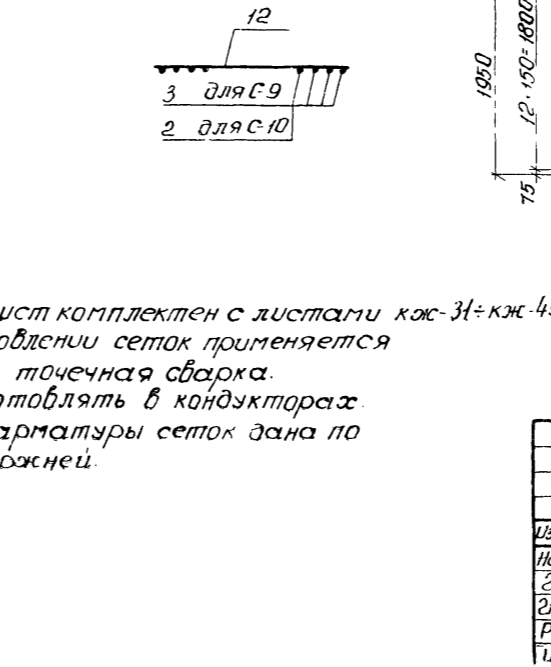 12
3 для С-9
2 для С-10
1950
12·150=1800
75
ист комплектен с листами кж-31÷кж-4
овлении сеток применяется
точечная сварка.
отовлять в кондукторах.
арматуры сеток дана по
ржней.